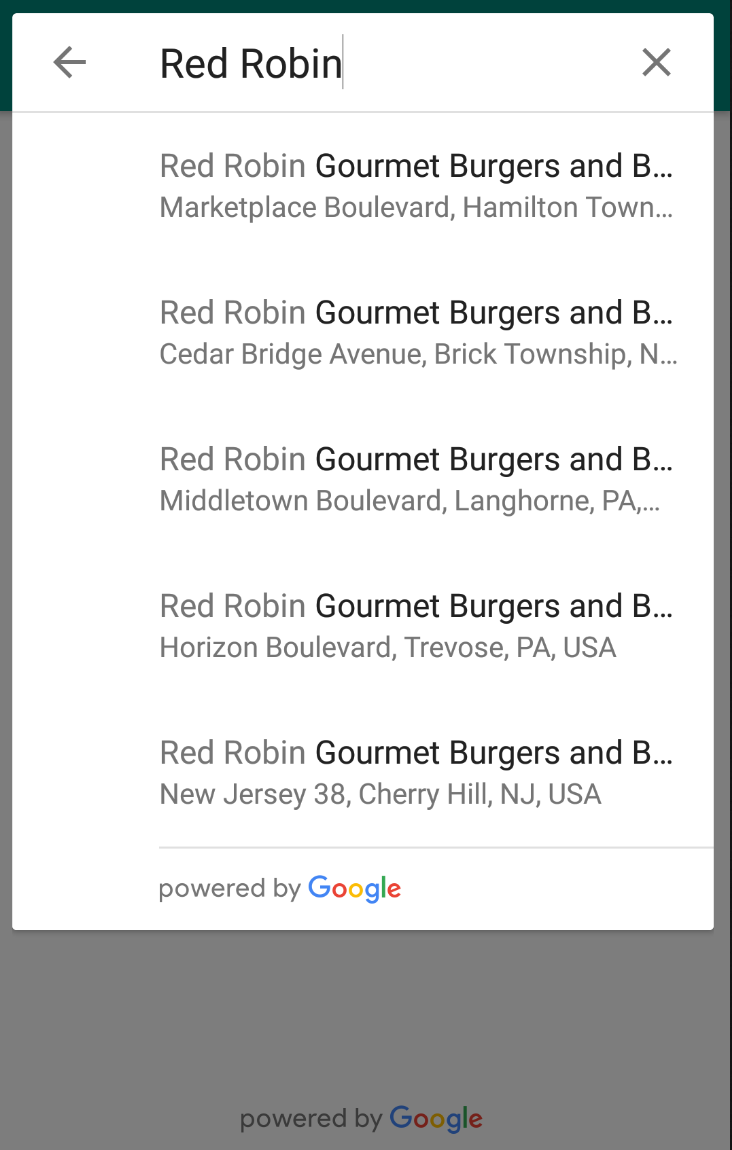 Red Robin
Red Robin Gourmet Burgers and B...
Marketplace Boulevard, Hamilton Town...
Red Robin Gourmet Burgers and B...
Cedar Bridge Avenue, Brick Township, N...
Red Robin Gourmet Burgers and B...
Middletown Boulevard, Langhorne, PA,...
Red Robin Gourmet Burgers and B...
Horizon Boulevard, Trevose, PA, USA
Red Robin Gourmet Burgers and B...
New Jersey 38, Cherry Hill, NJ, USA
powered by Google
powered by Google